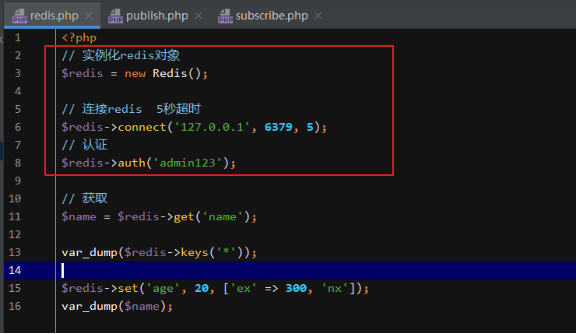 redis.php × publish.php × subscribe.php ×
1 <?php
2 // 实例化redis对象
3 $redis = new Redis();
4
5 // 连接redis  5秒超时
6 $redis->connect('127.0.0.1', 6379, 5);
7 // 认证
8 $redis->auth('admin123');
9
10 // 获取
11 $name = $redis->get('name');
12
13 var_dump($redis->keys('*'));
14
15 $redis->set('age', 20, ['ex' => 300, 'nx']);
16 var_dump($name);